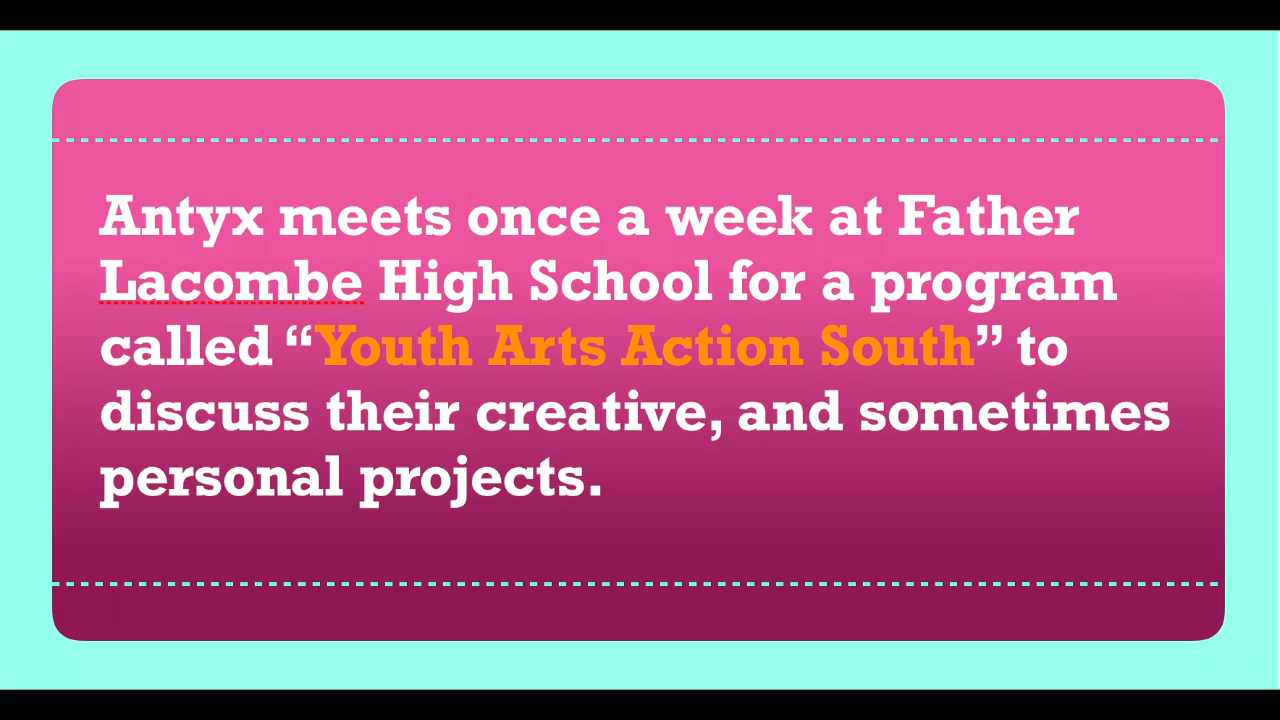 Antyx meets once a week at Father
Lacombe High School for a program
called “Youth Arts Action South” to
discuss their creative, and sometimes
personal projects.